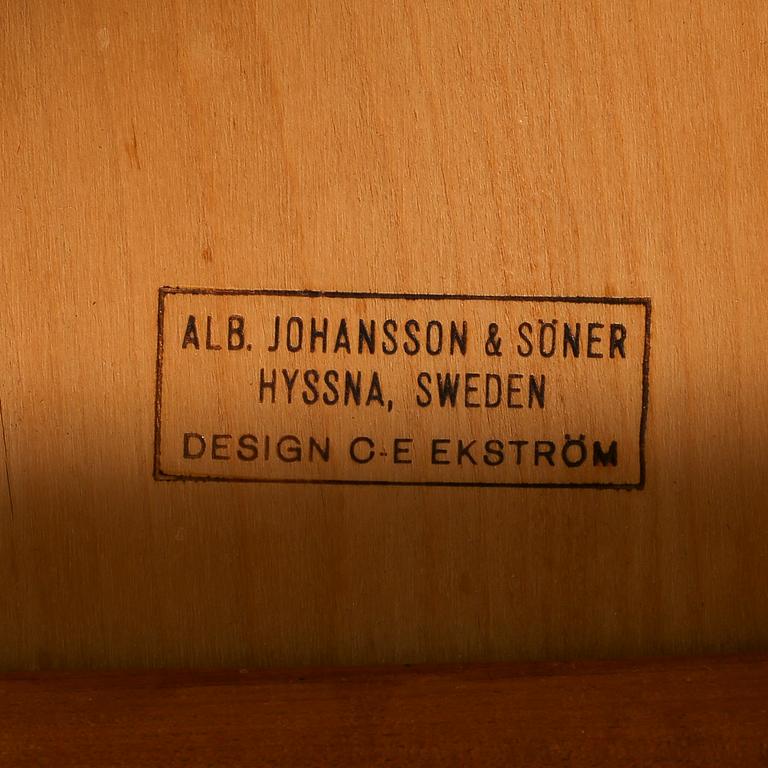 ALB. JOHANSSON & SÖNER
HYSSNA, SWEDEN
DESIGN C-E EKSTRÖM